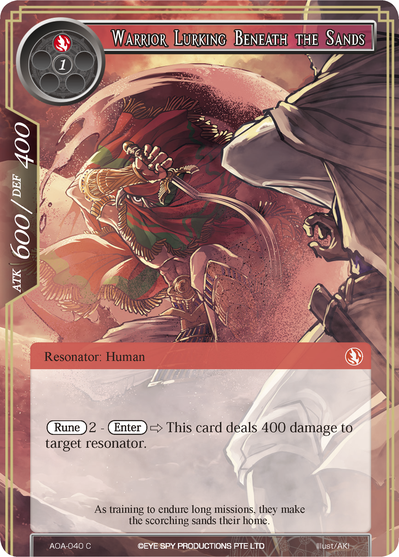 Warrior Lurking Beneath the Sands
1
ATK 600 / DEF 400
Resonator: Human
Rune 2 - Enter ⇨ This card deals 400 damage to
target resonator.
As training to endure long missions, they make
the scorching sands their home.
AOA-040 C ©EYE SPY PRODUCTIONS PTE LTD Illust/AKI